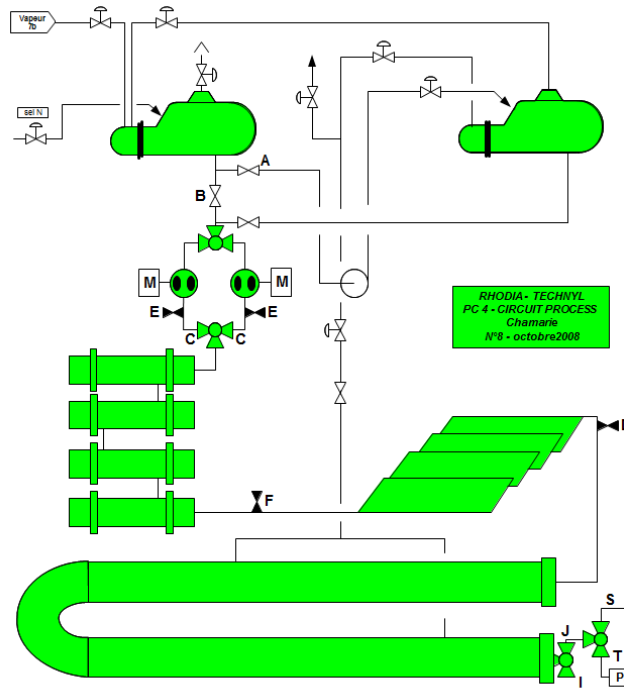 Vapeur
7b
sel N
A
B
M
M
E
E
C
C
RHODIA - TECHNYL
PC 4 - CIRCUIT PROCESS
Chamarie
N°8 - octobre2008
F
S
J
T
I
P